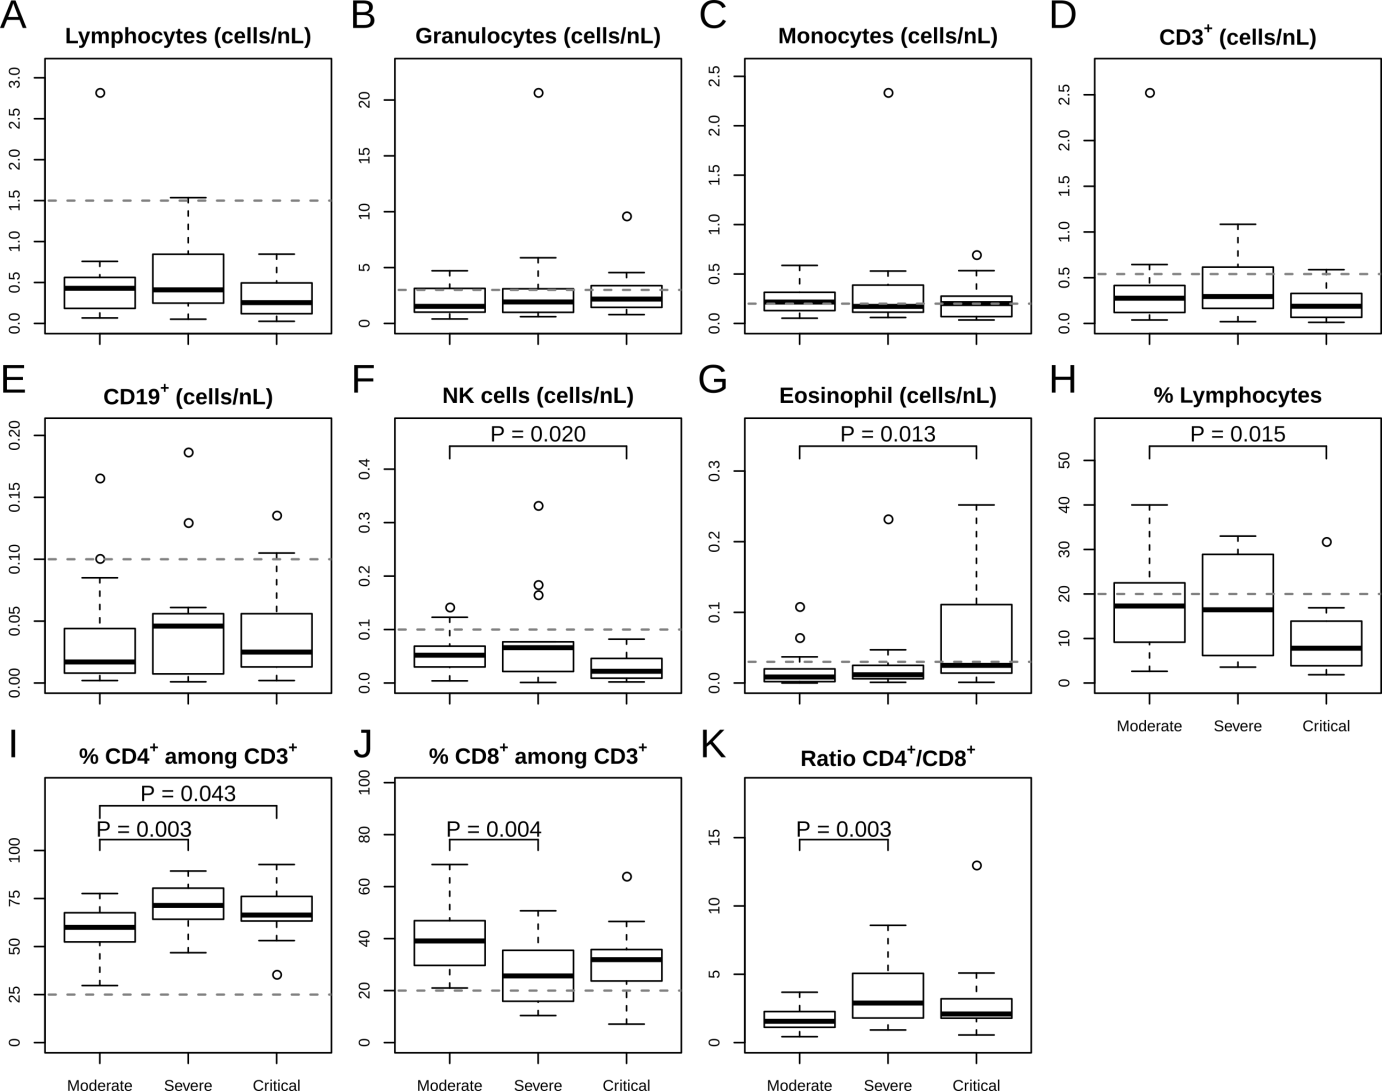 A
Lymphocytes (cells/nL)
0.0 0.5 1.0 1.5 2.0 2.5 3.0
B
Granulocytes (cells/nL)
0 5 10 15 20
C
Monocytes (cells/nL)
0.0 0.5 1.0 1.5 2.0 2.5
D
CD3⁺ (cells/nL)
0.0 0.5 1.0 1.5 2.0 2.5
E
CD19⁺ (cells/nL)
0.00 0.05 0.10 0.15 0.20
F
NK cells (cells/nL)
P = 0.020
0.0 0.1 0.2 0.3 0.4
G
Eosinophil (cells/nL)
P = 0.013
0.0 0.1 0.2 0.3
H
% Lymphocytes
P = 0.015
0 10 20 30 40 50
Moderate Severe Critical
I
% CD4⁺ among CD3⁺
P = 0.043
P = 0.003
0 25 50 75 100
Moderate Severe Critical
J
% CD8⁺ among CD3⁺
P = 0.004
0 20 40 60 80 100
Moderate Severe Critical
K
Ratio CD4⁺/CD8⁺
P = 0.003
0 5 10 15
Moderate Severe Critical